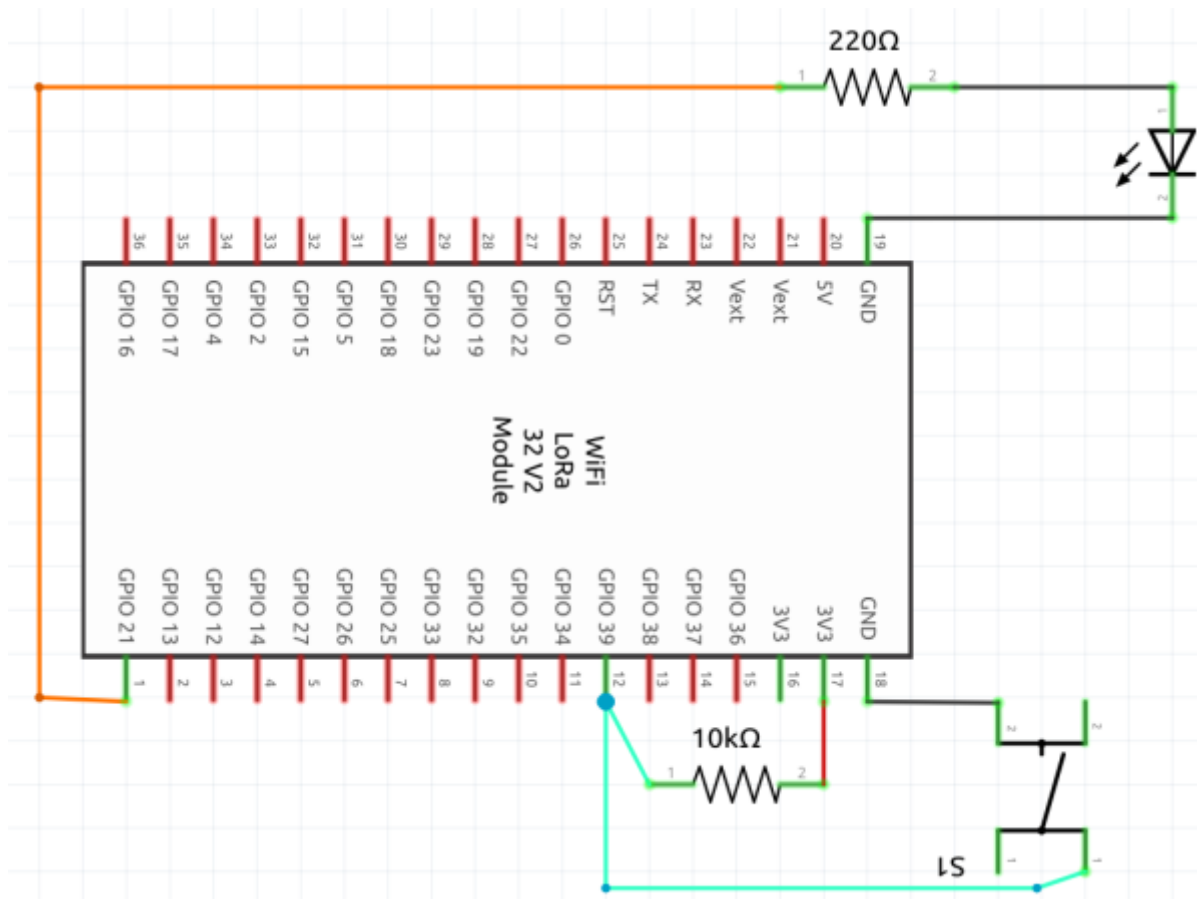 220Ω
1 2
1
2
36 35 34 33 32 31 30 29 28 27 26 25 24 23 22 21 20 19
GPIO 16 GPIO 17 GPIO 4 GPIO 2 GPIO 15 GPIO 5 GPIO 18 GPIO 23 GPIO 19 GPIO 22 GPIO 0 RST TX RX Vext Vext 5V GND
WiFi
LoRa
32 V2
Module
GPIO 21 GPIO 13 GPIO 12 GPIO 14 GPIO 27 GPIO 26 GPIO 25 GPIO 33 GPIO 32 GPIO 35 GPIO 34 GPIO 39 GPIO 38 GPIO 37 GPIO 36 3V3 3V3 GND
1 2 3 4 5 6 7 8 9 10 11 12 13 14 15 16 17 18
10kΩ
1 2
2 2
S1
1 1